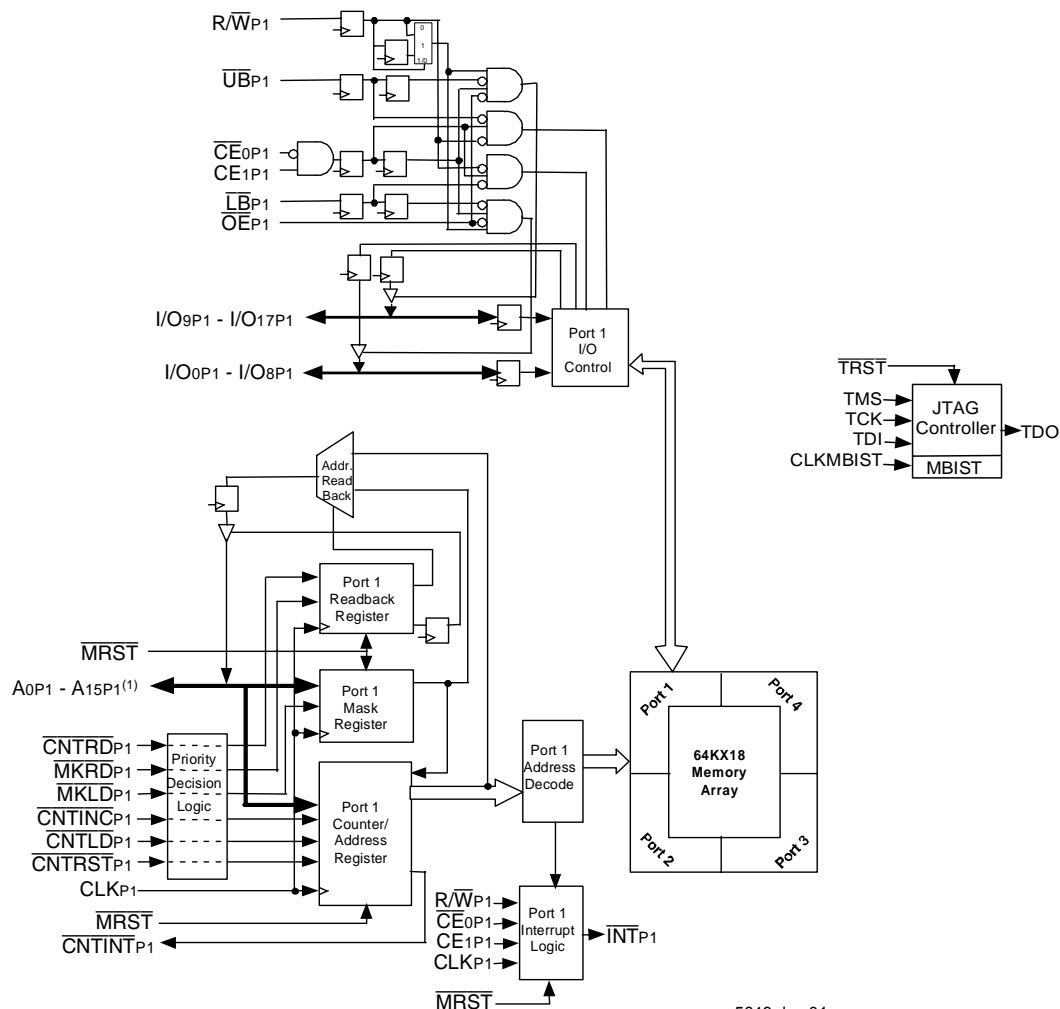 R/W̅P1
0
1
1/0
U̅B̅P1
C̅E̅0P1
CE1P1
L̅B̅P1
O̅E̅P1
I/O9P1 - I/O17P1
Port 1
I/O
Control
I/O0P1 - I/O8P1
T̅R̅S̅T̅
TMS
TCK
TDI
CLKMBIST
JTAG
Controller
MBIST
TDO
Addr.
Read
Back
Port 1
Readback
Register
M̅R̅S̅T̅
A0P1 - A15P1(1)
Port 1
Mask
Register
C̅N̅T̅R̅D̅P1
M̅K̅R̅D̅P1
M̅K̅L̅D̅P1
C̅N̅T̅I̅N̅C̅P1
C̅N̅T̅L̅D̅P1
C̅N̅T̅R̅S̅T̅P1
CLKP1
Priority
Decision
Logic
Port 1
Counter/
Address
Register
M̅R̅S̅T̅
C̅N̅T̅I̅N̅T̅P1
Port 1
Address
Decode
Port 1
Port 4
64KX18
Memory
Array
Port 2
Port 3
R/W̅P1
C̅E̅0P1
CE1P1
CLKP1
Port 1
Interrupt
Logic
I̅N̅T̅P1
M̅R̅S̅T̅